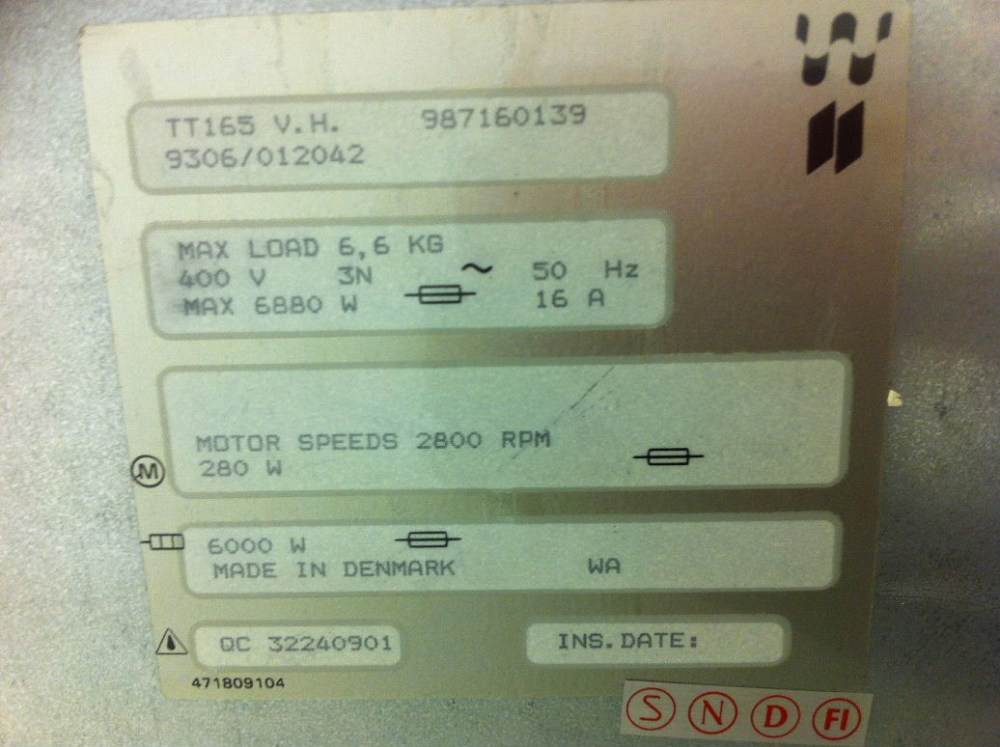 TT165 V.H. 987160139
9306/012042
MAX LOAD 6,6 KG
400 V 3N ~ 50 Hz
MAX 6880 W 16 A
MOTOR SPEEDS 2800 RPM
M
280 W
6000 W
MADE IN DENMARK WA
QC 32240901 INS.DATE:
471809104
S N D FI